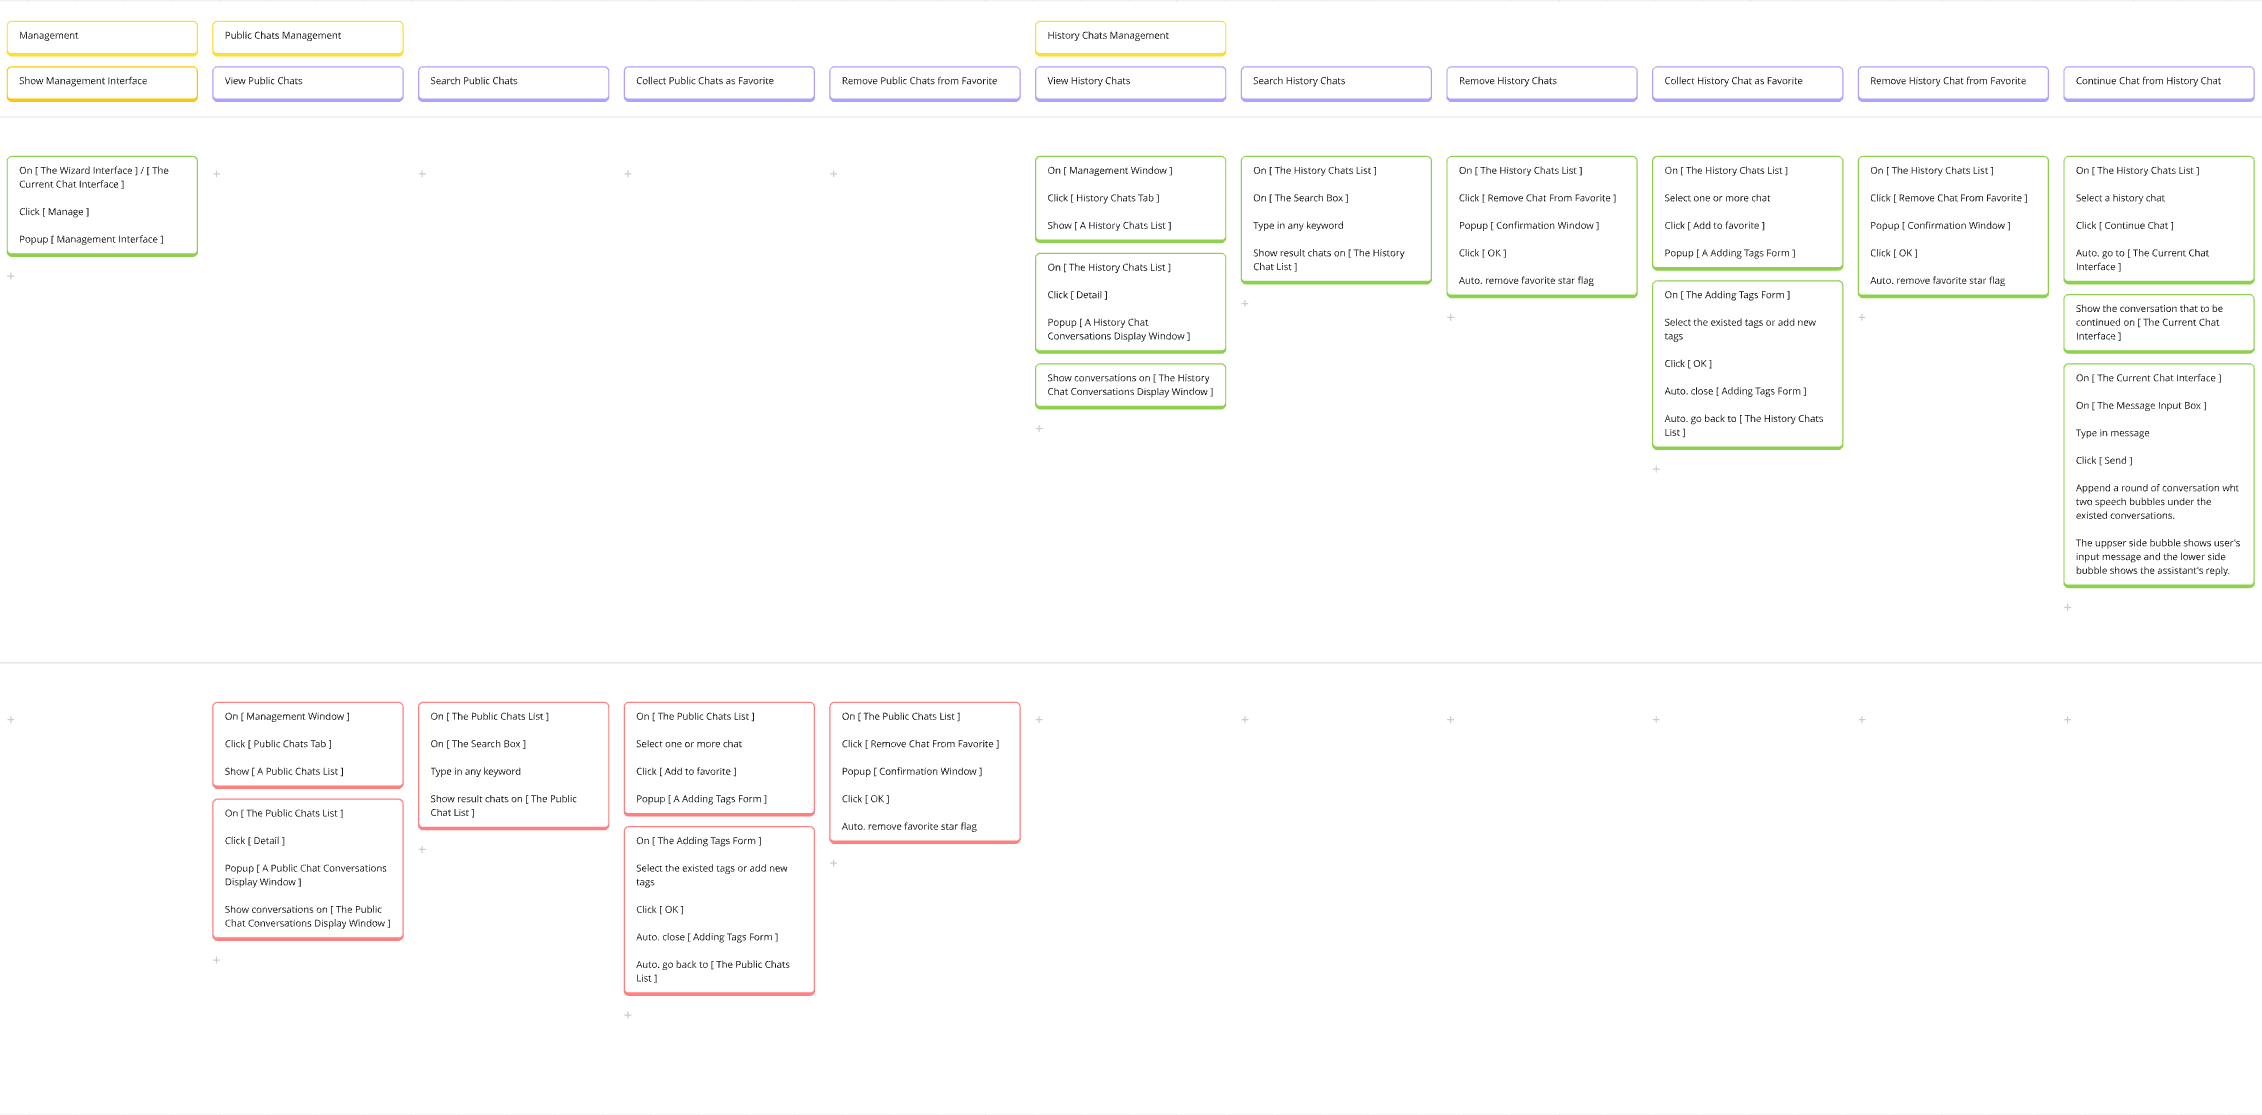 Management
Public Chats Management
History Chats Management
Show Management Interface
View Public Chats
Search Public Chats
Collect Public Chats as Favorite
Remove Public Chats from Favorite
View History Chats
Search History Chats
Remove History Chats
Collect History Chat as Favorite
Remove History Chat from Favorite
Continue Chat from History Chat
On [ The Wizard Interface ] / [ The
Current Chat Interface ]
Click [ Manage ]
Popup [ Management Interface ]
On [ Management Window ]
Click [ History Chats Tab ]
Show [ A History Chats List ]
On [ The History Chats List ]
Click [ Detail ]
Popup [ A History Chat
Conversations Display Window ]
Show conversations on [ The History
Chat Conversations Display Window ]
On [ The History Chats List ]
On [ The Search Box ]
Type in any keyword
Show result chats on [ The History
Chat List ]
On [ The History Chats List ]
Click [ Remove Chat From Favorite ]
Popup [ Confirmation Window ]
Click [ OK ]
Auto. remove favorite star flag
On [ The History Chats List ]
Select one or more chat
Click [ Add to favorite ]
Popup [ A Adding Tags Form ]
On [ The Adding Tags Form ]
Select the existed tags or add new
tags
Click [ OK ]
Auto. close [ Adding Tags Form ]
Auto. go back to [ The History Chats
List ]
On [ The History Chats List ]
Click [ Remove Chat From Favorite ]
Popup [ Confirmation Window ]
Click [ OK ]
Auto. remove favorite star flag
On [ The History Chats List ]
Select a history chat
Click [ Continue Chat ]
Auto. go to [ The Current Chat
Interface ]
Show the conversation that to be
continued on [ The Current Chat
Interface ]
On [ The Current Chat Interface ]
On [ The Message Input Box ]
Type in message
Click [ Send ]
Append a round of conversation wht
two speech bubbles under the
existed conversations.
The uppser side bubble shows user's
input message and the lower side
bubble shows the assistant's reply.
On [ Management Window ]
Click [ Public Chats Tab ]
Show [ A Public Chats List ]
On [ The Public Chats List ]
Click [ Detail ]
Popup [ A Public Chat Conversations
Display Window ]
Show conversations on [ The Public
Chat Conversations Display Window ]
On [ The Public Chats List ]
On [ The Search Box ]
Type in any keyword
Show result chats on [ The Public
Chat List ]
On [ The Public Chats List ]
Select one or more chat
Click [ Add to favorite ]
Popup [ A Adding Tags Form ]
On [ The Adding Tags Form ]
Select the existed tags or add new
tags
Click [ OK ]
Auto. close [ Adding Tags Form ]
Auto. go back to [ The Public Chats
List ]
On [ The Public Chats List ]
Click [ Remove Chat From Favorite ]
Popup [ Confirmation Window ]
Click [ OK ]
Auto. remove favorite star flag